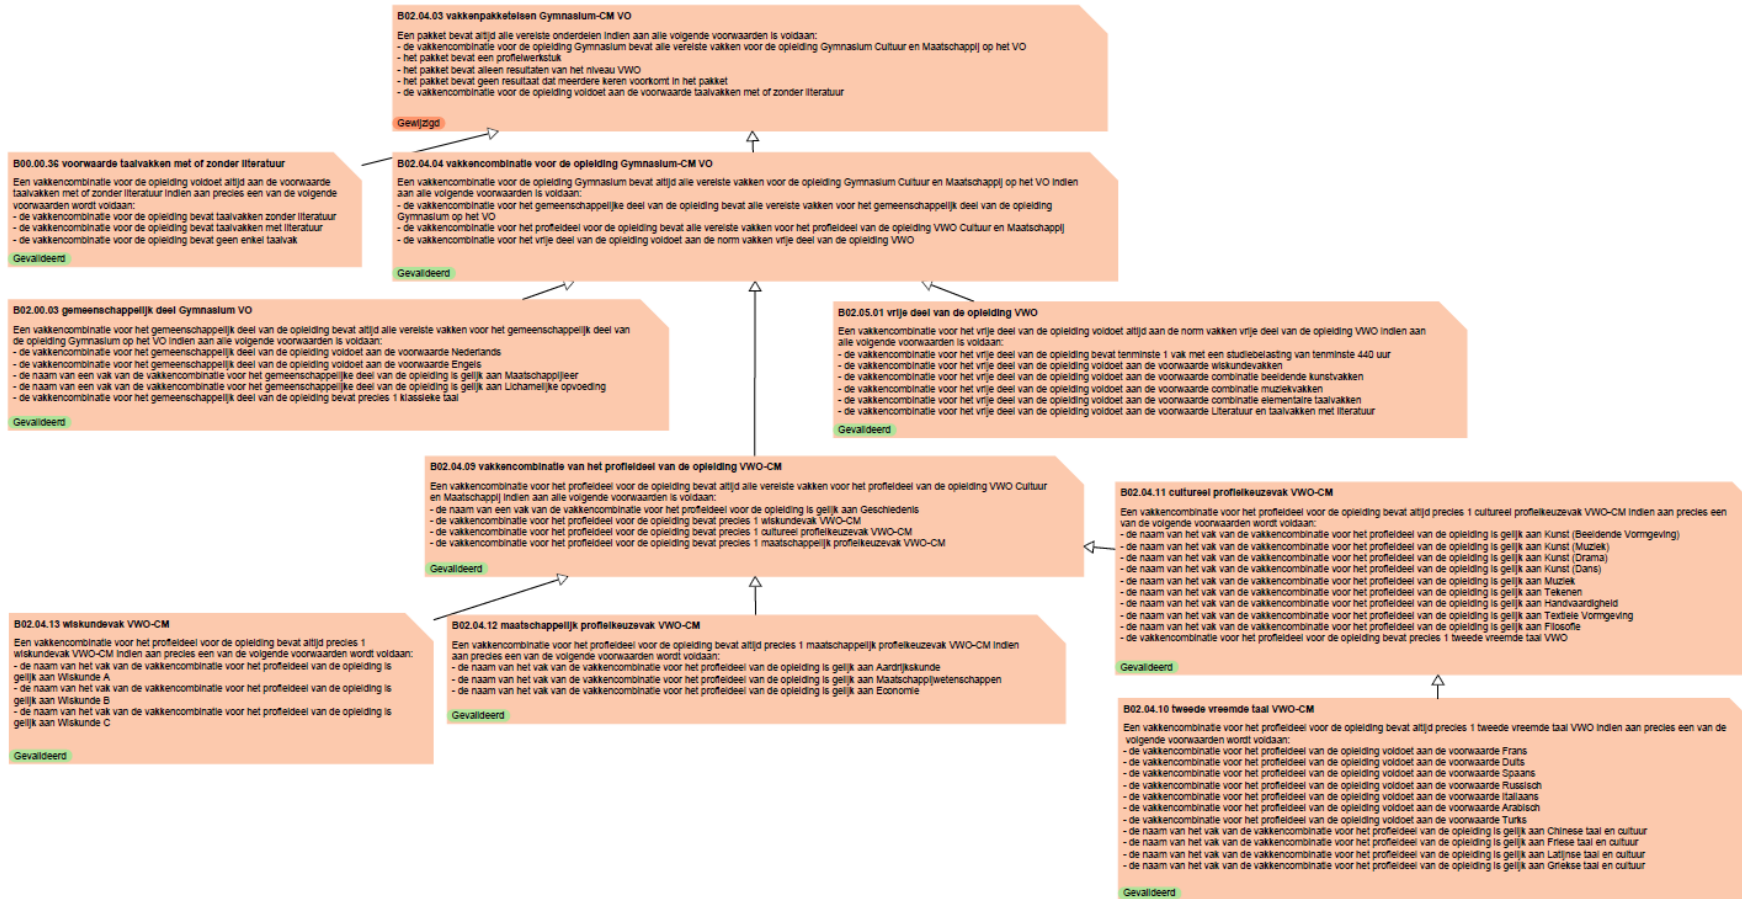 B02.04.03 vakkenpakketeisen Gymnasium-CM VO
Een pakket bevat altijd alle vereiste onderdelen indien aan alle volgende voorwaarden is voldaan:
- de vakkencombinatie voor de opleiding Gymnasium bevat alle vereiste vakken voor de opleiding Gymnasium Cultuur en Maatschappij op het VO
- het pakket bevat een profielwerkstuk
- het pakket bevat alleen resultaten van het niveau VWO
- het pakket bevat geen resultaat dat meerdere keren voorkomt in het pakket
- de vakkencombinatie voor de opleiding voldoet aan de voorwaarde taalvakken met of zonder literatuur
Gewijzigd
B00.00.36 voorwaarde taalvakken met of zonder literatuur
Een vakkencombinatie voor de opleiding voldoet altijd aan de voorwaarde
taalvakken met of zonder literatuur indien aan precies een van de volgende
voorwaarden wordt voldaan:
- de vakkencombinatie voor de opleiding bevat taalvakken zonder literatuur
- de vakkencombinatie voor de opleiding bevat taalvakken met literatuur
- de vakkencombinatie voor de opleiding bevat geen enkel taalvak
Gevalideerd
B02.04.04 vakkencombinatie voor de opleiding Gymnasium-CM VO
Een vakkencombinatie voor de opleiding Gymnasium bevat altijd alle vereiste vakken voor de opleiding Gymnasium Cultuur en Maatschappij op het VO indien
aan alle volgende voorwaarden is voldaan:
- de vakkencombinatie voor het gemeenschappelijke deel van de opleiding bevat alle vereiste vakken voor het gemeenschappelijk deel van de opleiding
Gymnasium op het VO
- de vakkencombinatie voor het profieldeel voor de opleiding bevat alle vereiste vakken voor het profieldeel van de opleiding VWO Cultuur en Maatschappij
- de vakkencombinatie voor het vrije deel van de opleiding voldoet aan de norm vakken vrije deel van de opleiding VWO
Gevalideerd
B02.00.03 gemeenschappelijk deel Gymnasium VO
Een vakkencombinatie voor het gemeenschappelijk deel van de opleiding bevat altijd alle vereiste vakken voor het gemeenschappelijk deel van
de opleiding Gymnasium op het VO indien aan alle volgende voorwaarden is voldaan:
- de vakkencombinatie voor het gemeenschappelijk deel van de opleiding voldoet aan de voorwaarde Nederlands
- de vakkencombinatie voor het gemeenschappelijk deel van de opleiding voldoet aan de voorwaarde Engels
- de naam van een vak van de vakkencombinatie voor het gemeenschappelijke deel van de opleiding is gelijk aan Maatschappijleer
- de naam van een vak van de vakkencombinatie voor het gemeenschappelijke deel van de opleiding is gelijk aan Lichamelijke opvoeding
- de vakkencombinatie voor het gemeenschappelijk deel van de opleiding bevat precies 1 klassieke taal
Gevalideerd
B02.05.01 vrije deel van de opleiding VWO
Een vakkencombinatie voor het vrije deel van de opleiding voldoet altijd aan de norm vakken vrije deel van de opleiding VWO indien aan
alle volgende voorwaarden is voldaan:
- de vakkencombinatie voor het vrije deel van de opleiding bevat tenminste 1 vak met een studiebelasting van tenminste 440 uur
- de vakkencombinatie voor het vrije deel van de opleiding voldoet aan de voorwaarde wiskundevakken
- de vakkencombinatie voor het vrije deel van de opleiding voldoet aan de voorwaarde combinatie beeldende kunstvakken
- de vakkencombinatie voor het vrije deel van de opleiding voldoet aan de voorwaarde combinatie muziekvakken
- de vakkencombinatie voor het vrije deel van de opleiding voldoet aan de voorwaarde combinatie elementaire taalvakken
- de vakkencombinatie voor het vrije deel van de opleiding voldoet aan de voorwaarde Literatuur en taalvakken met literatuur
Gevalideerd
B02.04.09 vakkencombinatie van het profieldeel van de opleiding VWO-CM
Een vakkencombinatie voor het profieldeel voor de opleiding bevat altijd alle vereiste vakken voor het profieldeel van de opleiding VWO Cultuur
en Maatschappij indien aan alle volgende voorwaarden is voldaan:
- de naam van een vak van de vakkencombinatie voor het profieldeel voor de opleiding is gelijk aan Geschiedenis
- de vakkencombinatie voor het profieldeel voor de opleiding bevat precies 1 wiskundevak VWO-CM
- de vakkencombinatie voor het profieldeel voor de opleiding bevat precies 1 cultureel profielkeuzevak VWO-CM
- de vakkencombinatie voor het profieldeel voor de opleiding bevat precies 1 maatschappelijk profielkeuzevak VWO-CM
Gevalideerd
B02.04.11 cultureel profielkeuzevak VWO-CM
Een vakkencombinatie voor het profieldeel van de opleiding bevat altijd precies 1 cultureel profielkeuzevak VWO-CM indien aan precies een
van de volgende voorwaarden wordt voldaan:
- de naam van het vak van de vakkencombinatie voor het profieldeel van de opleiding is gelijk aan Kunst (Beeldende Vormgeving)
- de naam van het vak van de vakkencombinatie voor het profieldeel van de opleiding is gelijk aan Kunst (Muziek)
- de naam van het vak van de vakkencombinatie voor het profieldeel van de opleiding is gelijk aan Kunst (Drama)
- de naam van het vak van de vakkencombinatie voor het profieldeel van de opleiding is gelijk aan Kunst (Dans)
- de naam van het vak van de vakkencombinatie voor het profieldeel van de opleiding is gelijk aan Muziek
- de naam van het vak van de vakkencombinatie voor het profieldeel van de opleiding is gelijk aan Tekenen
- de naam van het vak van de vakkencombinatie voor het profieldeel van de opleiding is gelijk aan Handvaardigheid
- de naam van het vak van de vakkencombinatie voor het profieldeel van de opleiding is gelijk aan Textiele Vormgeving
- de naam van het vak van de vakkencombinatie voor het profieldeel van de opleiding is gelijk aan Filosofie
- de vakkencombinatie voor het profieldeel voor de opleiding bevat precies 1 tweede vreemde taal VWO
Gevalideerd
B02.04.13 wiskundevak VWO-CM
Een vakkencombinatie voor het profieldeel voor de opleiding bevat altijd precies 1
wiskundevak VWO-CM indien aan precies een van de volgende voorwaarden wordt voldaan:
- de naam van het vak van de vakkencombinatie voor het profieldeel van de opleiding is
gelijk aan Wiskunde A
- de naam van het vak van de vakkencombinatie voor het profieldeel van de opleiding is
gelijk aan Wiskunde B
- de naam van het vak van de vakkencombinatie voor het profieldeel van de opleiding is
gelijk aan Wiskunde C
Gevalideerd
B02.04.12 maatschappelijk profielkeuzevak VWO-CM
Een vakkencombinatie voor het profieldeel voor de opleiding bevat altijd precies 1 maatschappelijk profielkeuzevak VWO-CM indien
aan precies een van de volgende voorwaarden wordt voldaan:
- de naam van het vak van de vakkencombinatie voor het profieldeel van de opleiding is gelijk aan Aardrijkskunde
- de naam van het vak van de vakkencombinatie voor het profieldeel van de opleiding is gelijk aan Maatschappijwetenschappen
- de naam van het vak van de vakkencombinatie voor het profieldeel van de opleiding is gelijk aan Economie
Gevalideerd
B02.04.10 tweede vreemde taal VWO-CM
Een vakkencombinatie voor het profieldeel voor de opleiding bevat altijd precies 1 tweede vreemde taal VWO indien aan precies een van de
volgende voorwaarden wordt voldaan:
- de vakkencombinatie voor het profieldeel van de opleiding voldoet aan de voorwaarde Frans
- de vakkencombinatie voor het profieldeel van de opleiding voldoet aan de voorwaarde Duits
- de vakkencombinatie voor het profieldeel van de opleiding voldoet aan de voorwaarde Spaans
- de vakkencombinatie voor het profieldeel van de opleiding voldoet aan de voorwaarde Russisch
- de vakkencombinatie voor het profieldeel van de opleiding voldoet aan de voorwaarde Italiaans
- de vakkencombinatie voor het profieldeel van de opleiding voldoet aan de voorwaarde Arabisch
- de vakkencombinatie voor het profieldeel van de opleiding voldoet aan de voorwaarde Turks
- de naam van het vak van de vakkencombinatie voor het profieldeel van de opleiding is gelijk aan Chinese taal en cultuur
- de naam van het vak van de vakkencombinatie voor het profieldeel van de opleiding is gelijk aan Friese taal en cultuur
- de naam van het vak van de vakkencombinatie voor het profieldeel van de opleiding is gelijk aan Latijnse taal en cultuur
- de naam van het vak van de vakkencombinatie voor het profieldeel van de opleiding is gelijk aan Griekse taal en cultuur
Gevalideerd